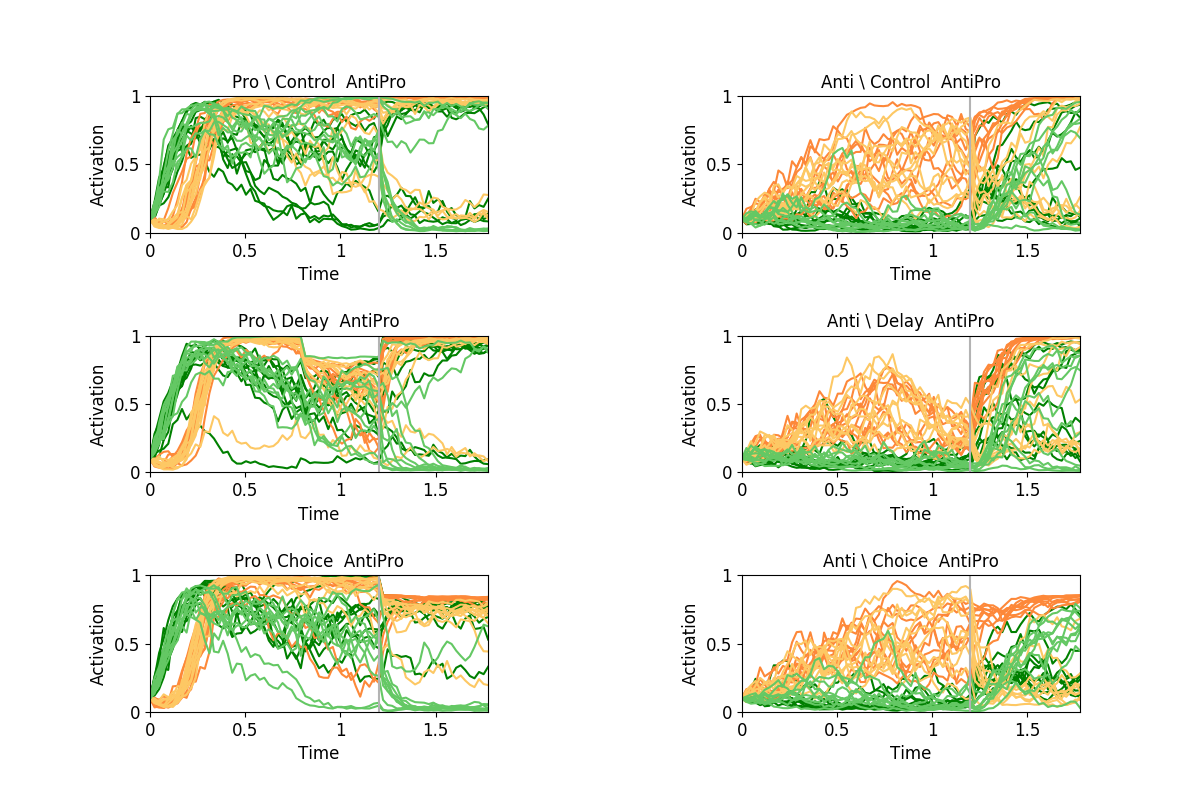 Pro \ Control  AntiPro
Activation
1
0.5
0
0
0.5
1
1.5
Time
Anti \ Control  AntiPro
Activation
1
0.5
0
0
0.5
1
1.5
Time
Pro \ Delay  AntiPro
Activation
1
0.5
0
0
0.5
1
1.5
Time
Anti \ Delay  AntiPro
Activation
1
0.5
0
0
0.5
1
1.5
Time
Pro \ Choice  AntiPro
Activation
1
0.5
0
0
0.5
1
1.5
Time
Anti \ Choice  AntiPro
Activation
1
0.5
0
0
0.5
1
1.5
Time